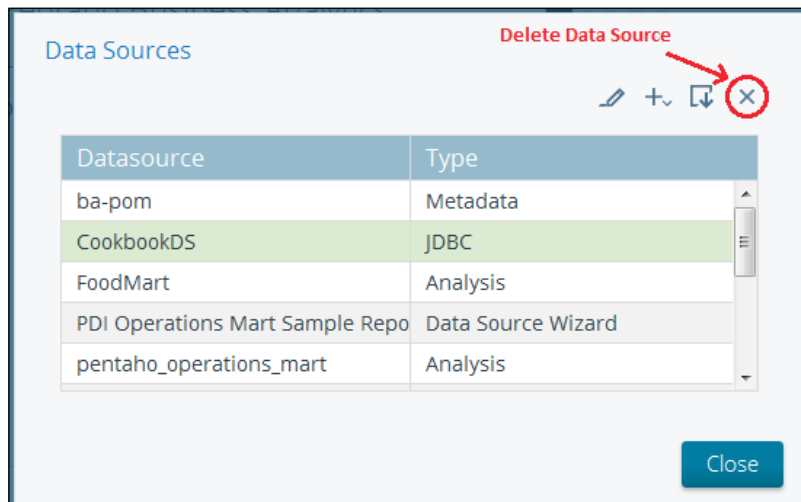 Delete Data Source
Data Sources
Datasource Type
ba-pom Metadata
CookbookDS JDBC
FoodMart Analysis
PDI Operations Mart Sample Repo Data Source Wizard
pentaho_operations_mart Analysis
Close